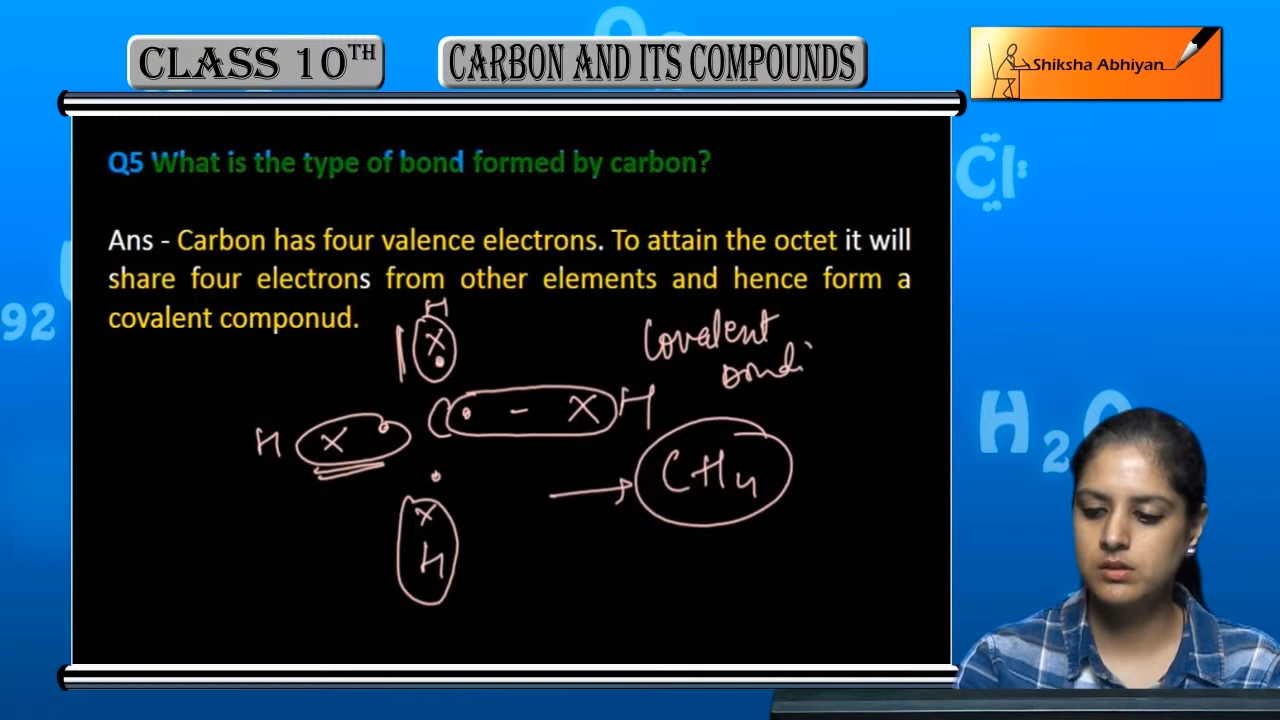 CLASS 10TH
CARBON AND ITS COMPOUNDS
Shiksha Abhiyan
Q5 What is the type of bond formed by carbon?
Ans - Carbon has four valence electrons. To attain the octet it will
share four electrons from other elements and hence form a
covalent componud.
H
X
Covalent
bondi
H X C - X H
CH4
X
H
Cl
92
H2O